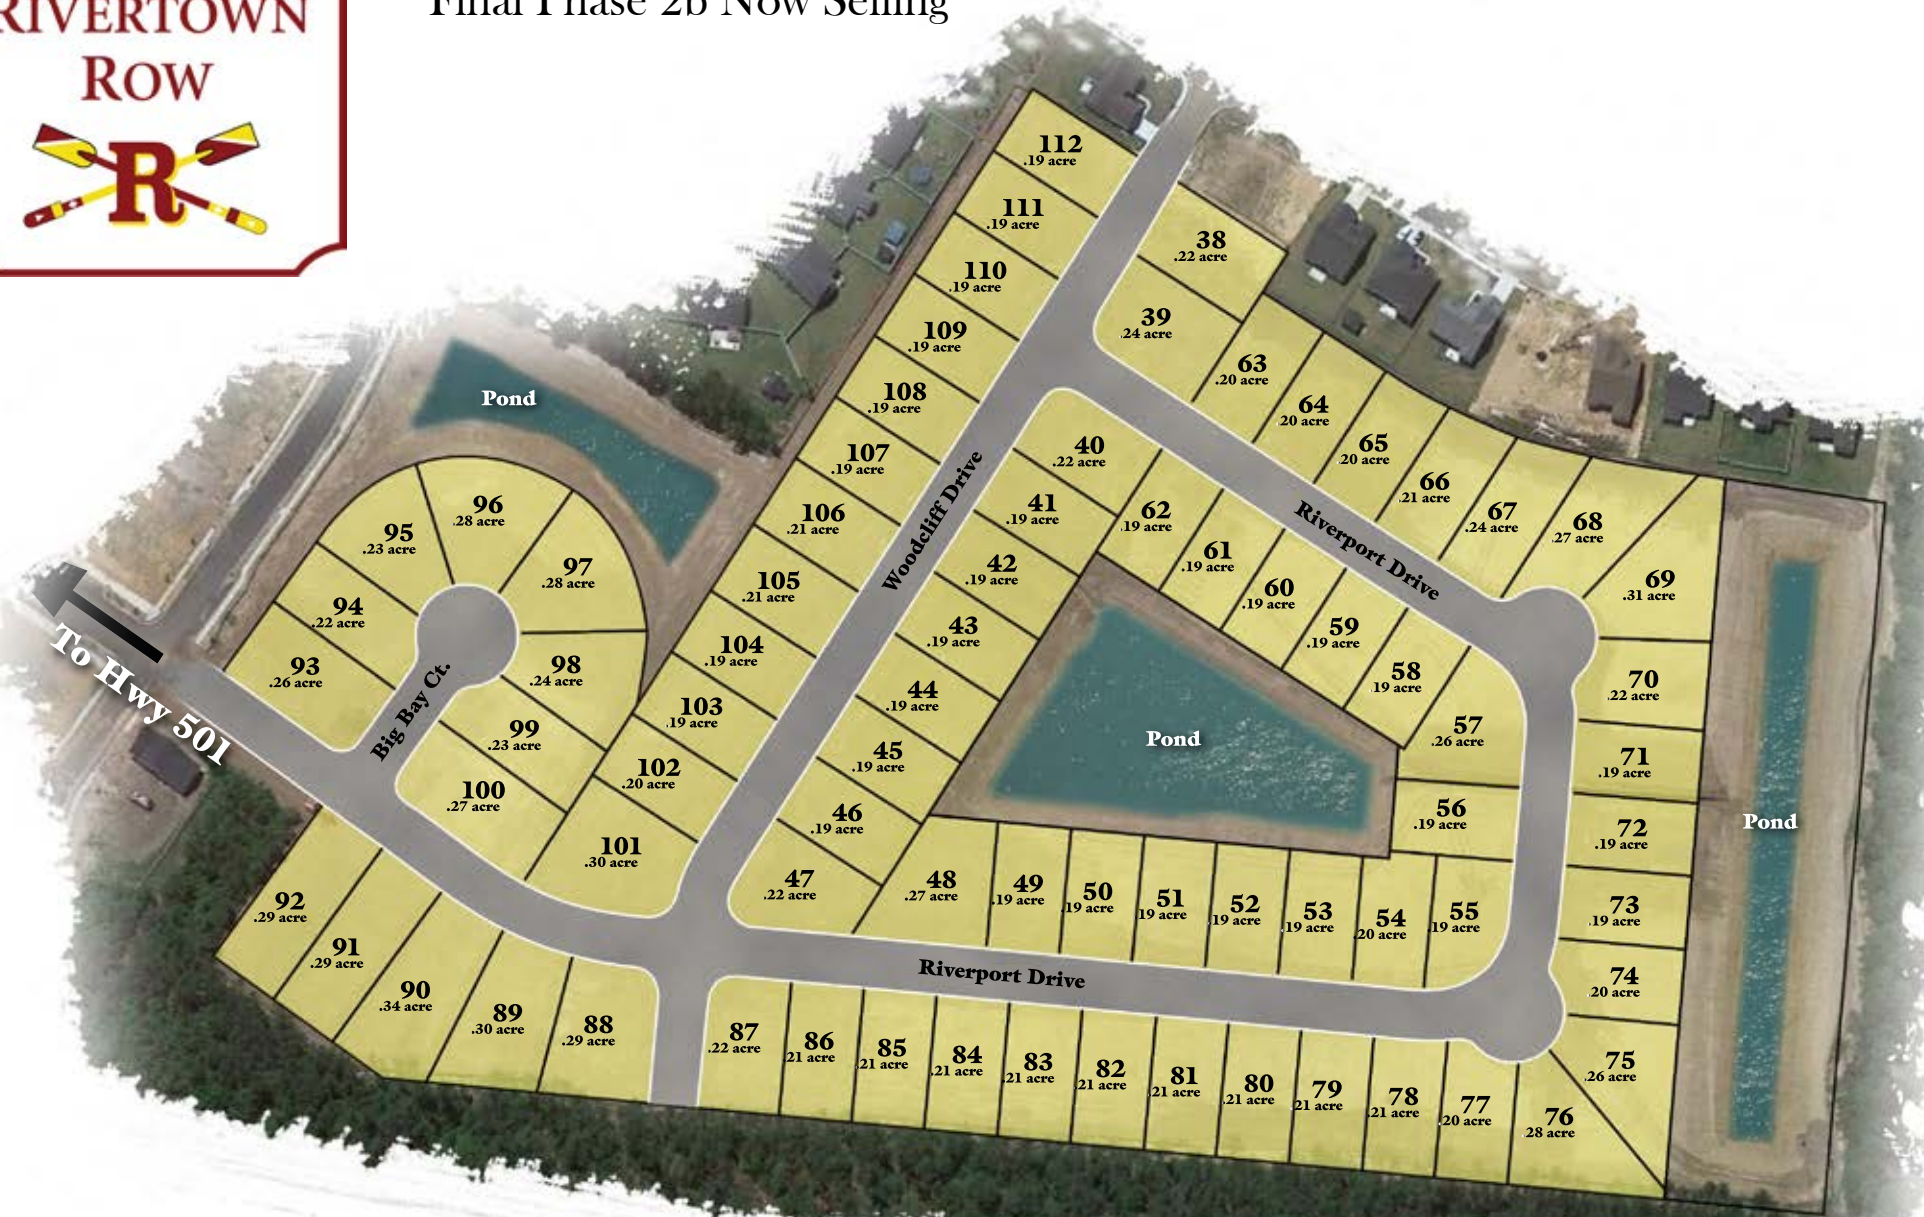 RIVERTOWN
ROW
R
Final Phase 2b Now Selling
112
.19 acre
111
.19 acre
110
.19 acre
109
.19 acre
108
.19 acre
107
.19 acre
106
.21 acre
105
.21 acre
104
.19 acre
103
.19 acre
102
.20 acre
101
.30 acre
38
.22 acre
39
.24 acre
63
.20 acre
64
.20 acre
65
.20 acre
66
.21 acre
67
.24 acre
68
.27 acre
69
.31 acre
70
.22 acre
71
.19 acre
72
.19 acre
73
.19 acre
74
.20 acre
75
.26 acre
76
.28 acre
40
.22 acre
41
.19 acre
42
.19 acre
43
.19 acre
44
.19 acre
45
.19 acre
46
.19 acre
47
.22 acre
62
.19 acre
61
.19 acre
60
.19 acre
59
.19 acre
58
.19 acre
57
.26 acre
56
.19 acre
48
.27 acre
49
.19 acre
50
.19 acre
51
.19 acre
52
.19 acre
53
.19 acre
54
.20 acre
55
.19 acre
96
.28 acre
95
.23 acre
97
.28 acre
94
.22 acre
93
.26 acre
98
.24 acre
99
.23 acre
100
.27 acre
92
.29 acre
91
.29 acre
90
.34 acre
89
.30 acre
88
.29 acre
87
.22 acre
86
.21 acre
85
.21 acre
84
.21 acre
83
.21 acre
82
.21 acre
81
.21 acre
80
.21 acre
79
.21 acre
78
.21 acre
77
.20 acre
Pond
Pond
Pond
Woodcliff Drive
Riverport Drive
Riverport Drive
Big Bay Ct.
To Hwy 501